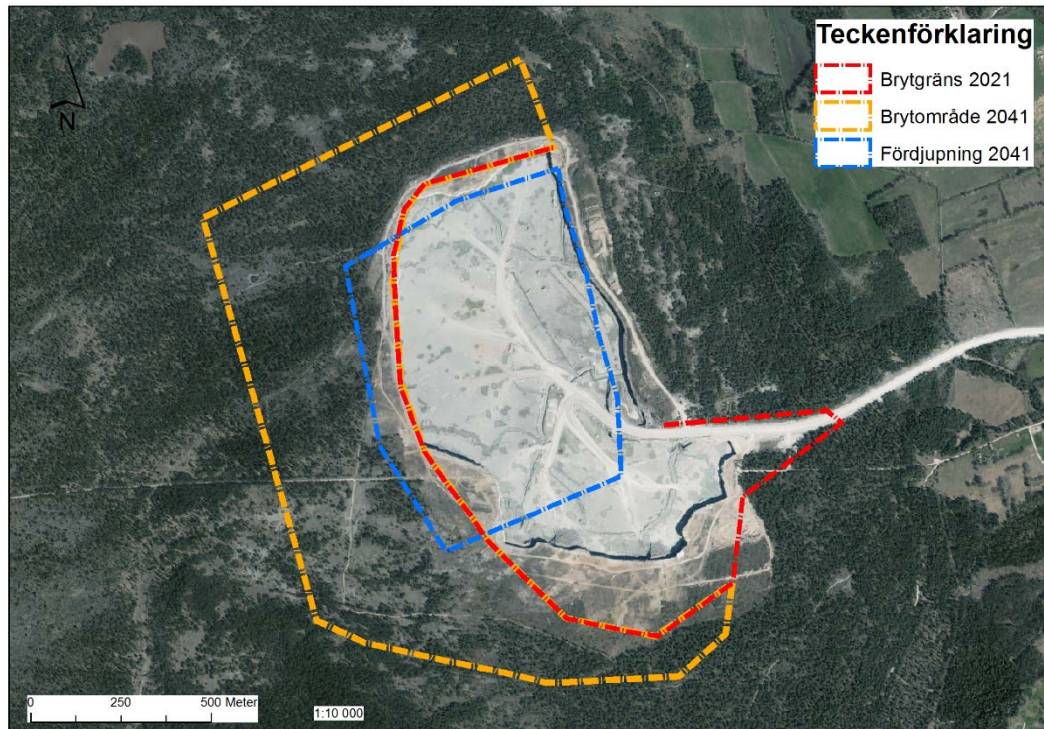 Teckenförklaring
Brytgräns 2021
Brytområde 2041
Fördjupning 2041
N
0 250 500 Meter
1:10 000